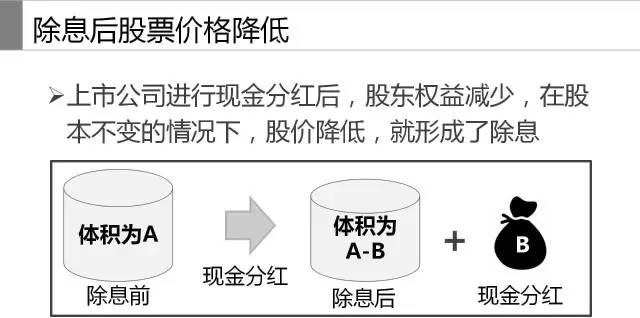 除息后股票价格降低
➢上市公司进行现金分红后，股东权益减少，在股
本不变的情况下，股价降低，就形成了除息
体积为A
除息前
现金分红
体积为
A-B
除息后
+
B
现金分红